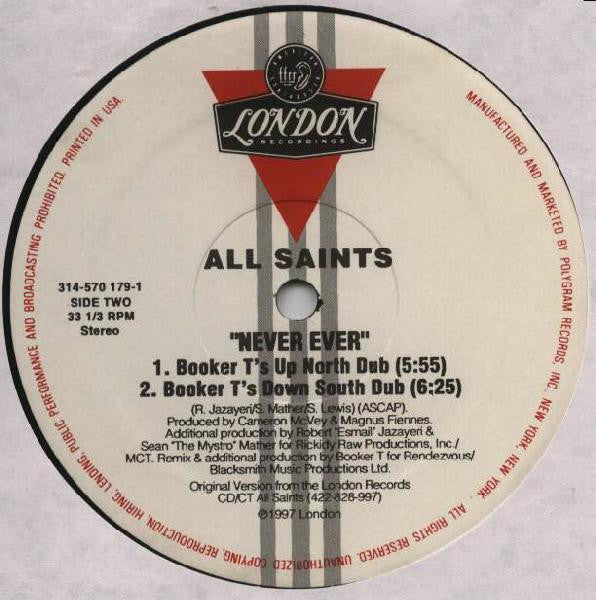 AMERICAN RECORDINGS
ffrr
LONDON
RECORDINGS
ALL SAINTS
314-570 179-1
SIDE TWO
33 1/3 RPM
Stereo
"NEVER EVER"
1. Booker T's Up North Dub (5:55)
2. Booker T's Down South Dub (6:25)
(R. Jazayeri/S. Mather/S. Lewis) (ASCAP).
Produced by Cameron McVey & Magnus Fiennes.
Additional production by Robert "Esmail" Jazayeri &
Sean "The Mystro" Mather for Rickidy Raw Productions, Inc./
MCT. Remix & additional production by Booker T for Rendezvous/
Blacksmith Music Productions Ltd.
Original Version from the London Records
CD/CT All Saints (422-828-997)
℗1997 London
MANUFACTURED AND MARKETED BY POLYGRAM RECORDS INC. NEW YORK, NEW YORK. ALL RIGHTS RESERVED. UNAUTHORIZED COPYING, REPRODUCTION, HIRING, LENDING, PUBLIC PERFORMANCE AND BROADCASTING PROHIBITED. PRINTED IN USA.